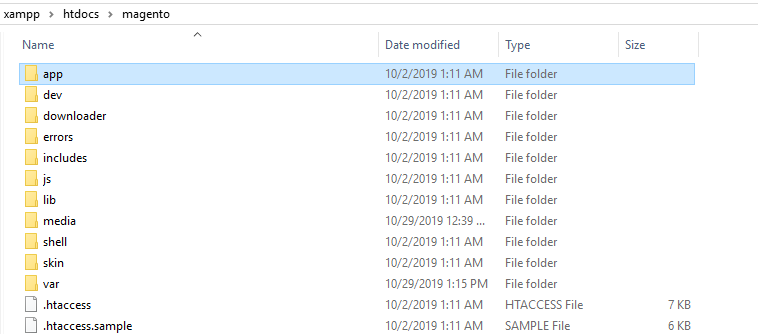 xampp > htdocs > magento
Name Date modified Type Size
app 10/2/2019 1:11 AM File folder
dev 10/2/2019 1:11 AM File folder
downloader 10/2/2019 1:11 AM File folder
errors 10/2/2019 1:11 AM File folder
includes 10/2/2019 1:11 AM File folder
js 10/2/2019 1:11 AM File folder
lib 10/2/2019 1:11 AM File folder
media 10/29/2019 12:39 ... File folder
shell 10/2/2019 1:11 AM File folder
skin 10/2/2019 1:11 AM File folder
var 10/29/2019 1:15 PM File folder
.htaccess 10/2/2019 1:11 AM HTACCESS File 7 KB
.htaccess.sample 10/2/2019 1:11 AM SAMPLE File 6 KB